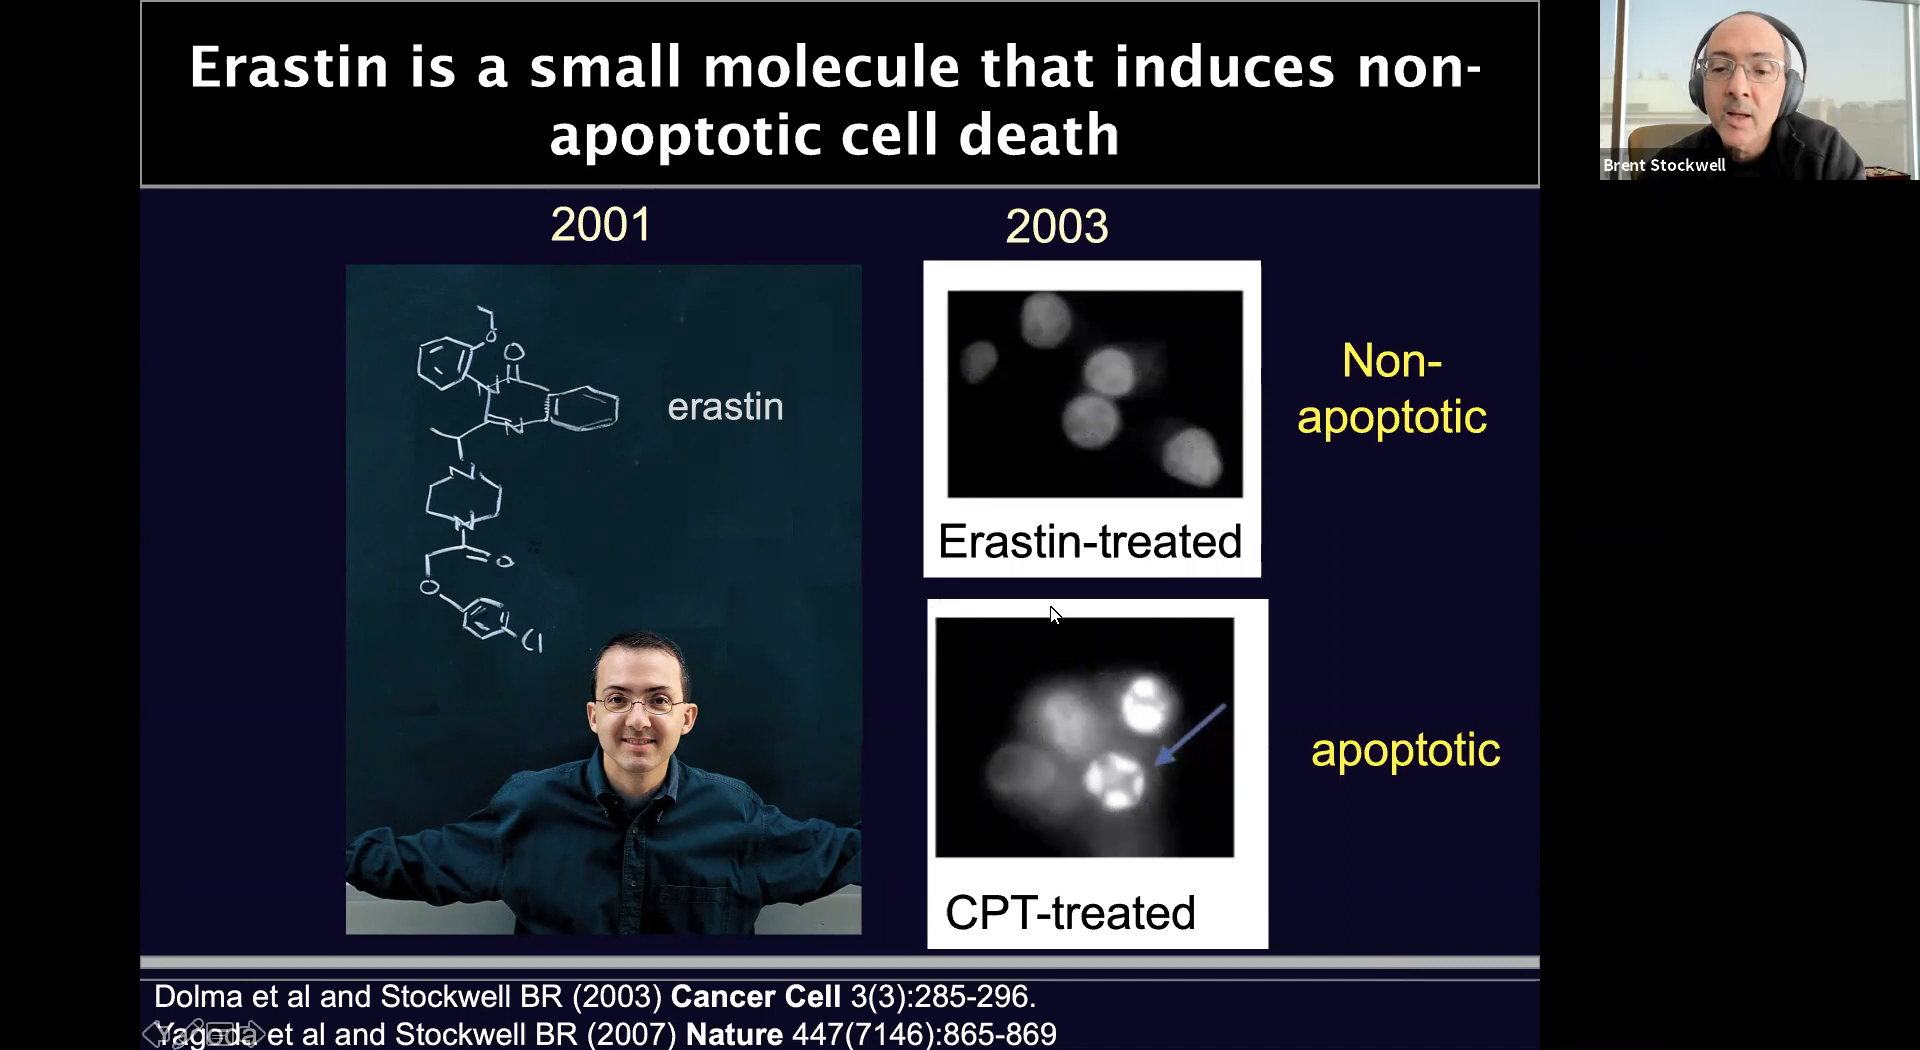 Erastin is a small molecule that induces non-
apoptotic cell death
Brent Stockwell
2001
2003
O
O
N
N
erastin
N
N
O
O
Cl
Non-
apoptotic
Erastin-treated
apoptotic
CPT-treated
Dolma et al and Stockwell BR (2003) Cancer Cell 3(3):285-296.
Yagoda et al and Stockwell BR (2007) Nature 447(7146):865-869